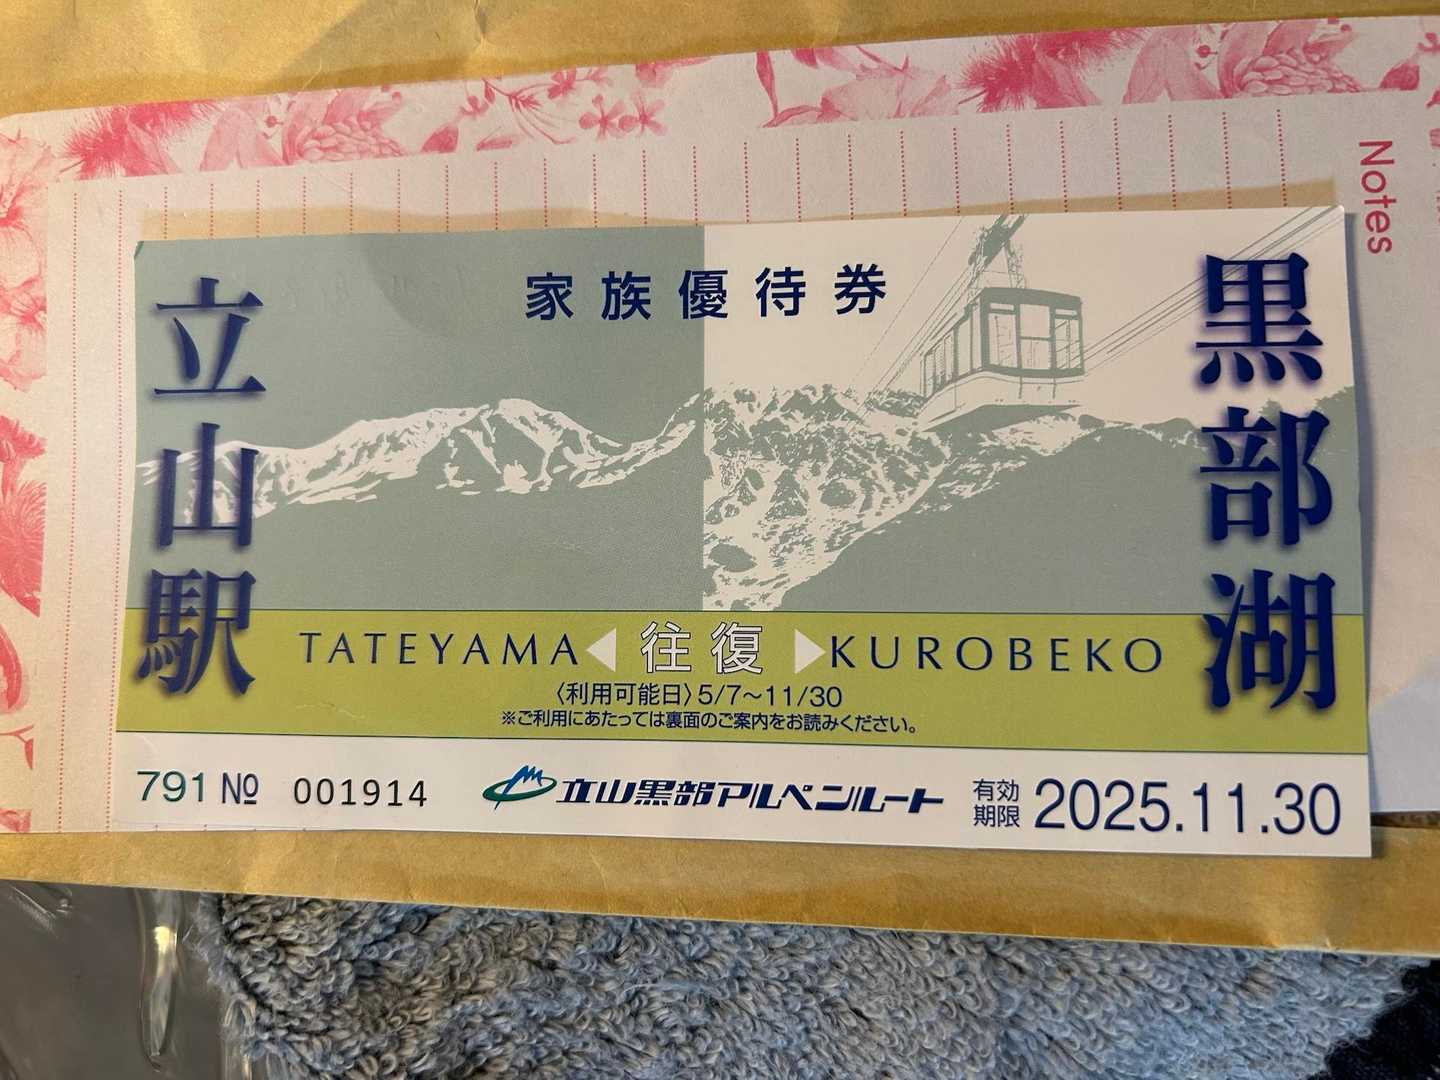 Notes
家族優待券
立山駅
黒部湖
TATEYAMA ◀ 往復 ▶ KUROBEKO
〈利用可能日〉5/7〜11/30
※ご利用にあたっては裏面のご案内をお読みください。
791 № 001914 立山黒部アルペンルート 有効期限 2025.11.30